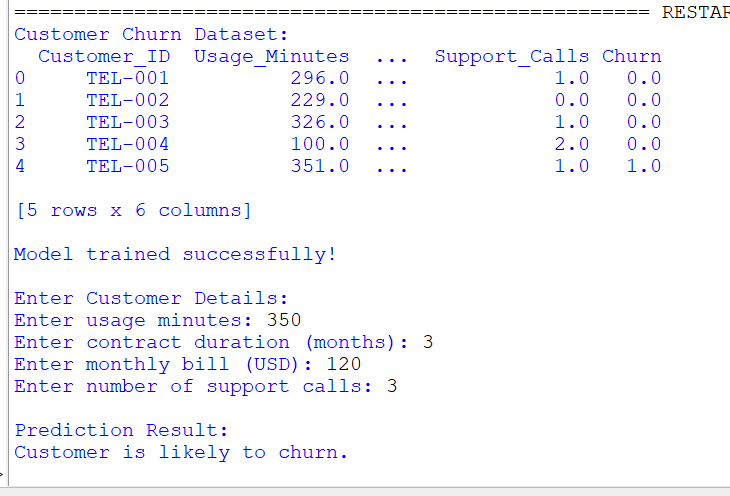 ====================================================== RESTAR
Customer Churn Dataset:
  Customer_ID  Usage_Minutes  ...  Support_Calls Churn
0     TEL-001          296.0  ...            1.0   0.0
1     TEL-002          229.0  ...            0.0   0.0
2     TEL-003          326.0  ...            1.0   0.0
3     TEL-004          100.0  ...            2.0   0.0
4     TEL-005          351.0  ...            1.0   1.0
[5 rows x 6 columns]
Model trained successfully!
Enter Customer Details:
Enter usage minutes: 350
Enter contract duration (months): 3
Enter monthly bill (USD): 120
Enter number of support calls: 3
Prediction Result:
Customer is likely to churn.